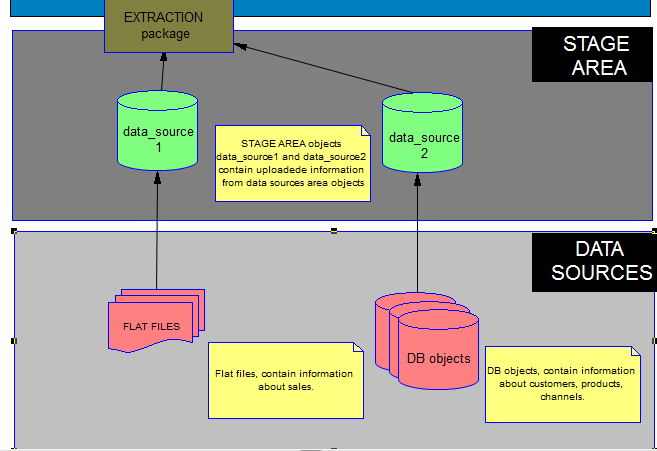 EXTRACTION
package
STAGE
AREA
data_source
1
data_source
2
STAGE AREA objects
data_source1 and data_source2
contain uploadede information
from data sources area objects
DATA
SOURCES
FLAT FILES
DB objects
Flat files, contain information
about sales.
DB objects, contain information
about customers, products,
channels.